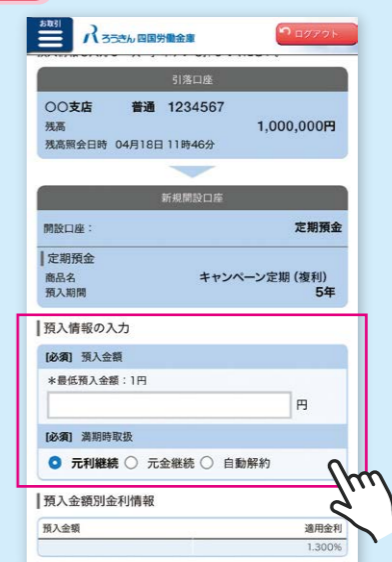 お取引
ろうきん 四国労働金庫
ログアウト
引落口座
〇〇支店 普通 1234567
残高 1,000,000円
残高照会日時 04月18日 11時46分
新規開設口座
開設口座： 定期預金
定期預金
商品名 キャンペーン定期（複利）
預入期間 5年
預入情報の入力
[必須] 預入金額
＊最低預入金額：1円
円
[必須] 満期時取扱
元利継続 元金継続 自動解約
預入金額別金利情報
預入金額 適用金利
1.300%